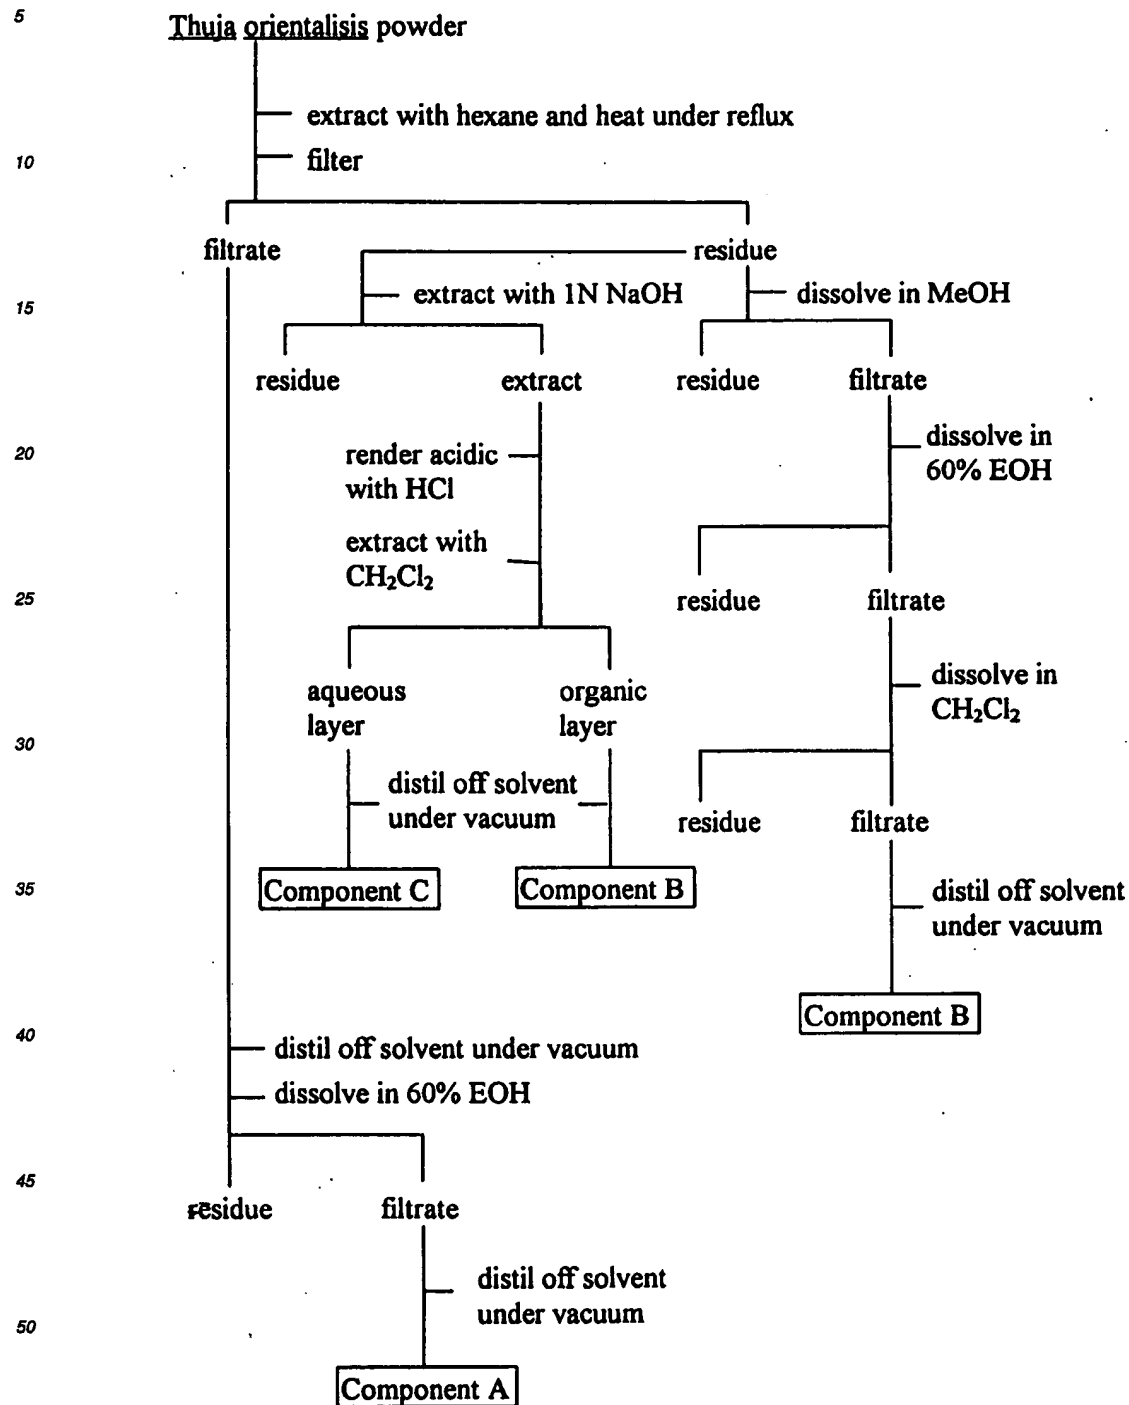 5
Thuja orientalisis powder
extract with hexane and heat under reflux
10
filter
filtrate
residue
15
extract with 1N NaOH
dissolve in MeOH
residue
extract
residue
filtrate
20
render acidic
with HCl
dissolve in
60% EOH
extract with
CH₂Cl₂
25
residue
filtrate
aqueous
layer
organic
layer
dissolve in
CH₂Cl₂
30
distil off solvent
under vacuum
residue
filtrate
35
Component C
Component B
distil off solvent
under vacuum
Component B
40
distil off solvent under vacuum
dissolve in 60% EOH
45
residue
filtrate
distil off solvent
under vacuum
50
Component A